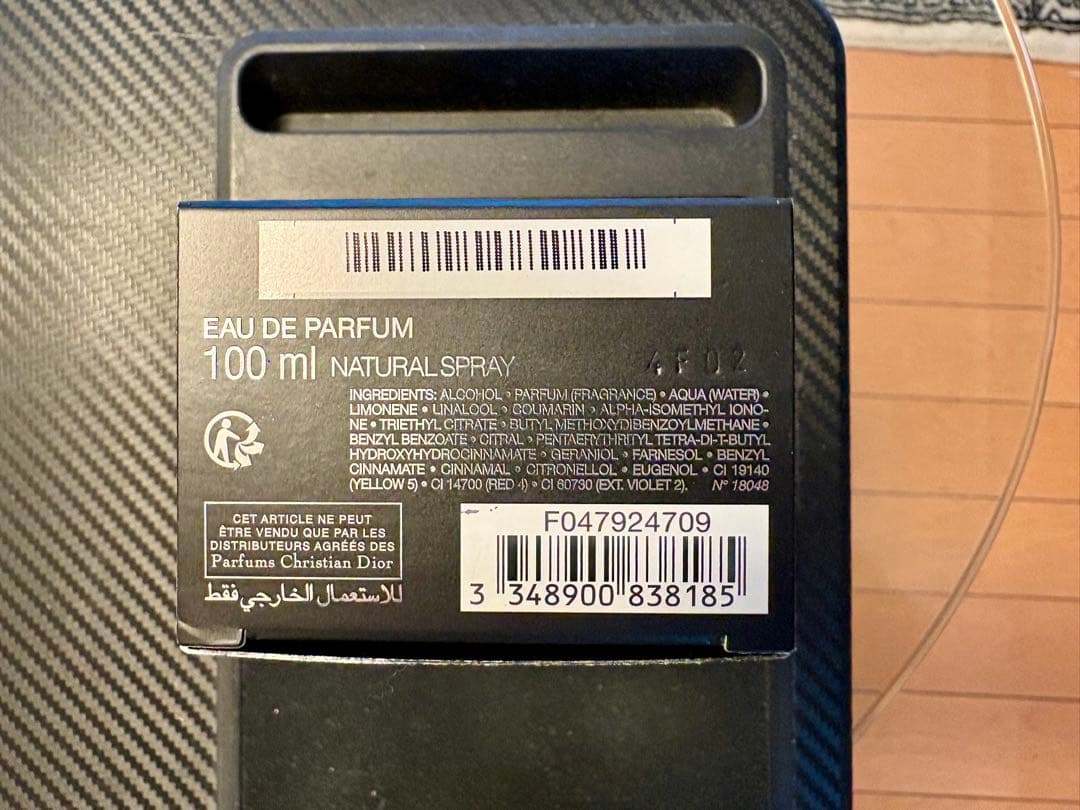 EAU DE PARFUM
100 ml NATURAL SPRAY
4F02
INGREDIENTS: ALCOHOL • PARFUM (FRAGRANCE) • AQUA (WATER) •
LIMONENE • LINALOOL • COUMARIN • ALPHA-ISOMETHYL IONO-
NE • TRIETHYL CITRATE • BUTYL METHOXYDIBENZOYLMETHANE •
BENZYL BENZOATE • CITRAL • PENTAERYTHRITYL TETRA-DI-T-BUTYL
HYDROXYHYDROCINNAMATE • GERANIOL • FARNESOL • BENZYL
CINNAMATE • CINNAMAL • CITRONELLOL • EUGENOL • CI 19140
(YELLOW 5) • CI 14700 (RED 4) • CI 60730 (EXT. VIOLET 2). N° 18048
CET ARTICLE NE PEUT
ÊTRE VENDU QUE PAR LES
DISTRIBUTEURS AGRÉÉS DES
Parfums Christian Dior
للاستعمال الخارجي فقط
F047924709
3 348900 838185